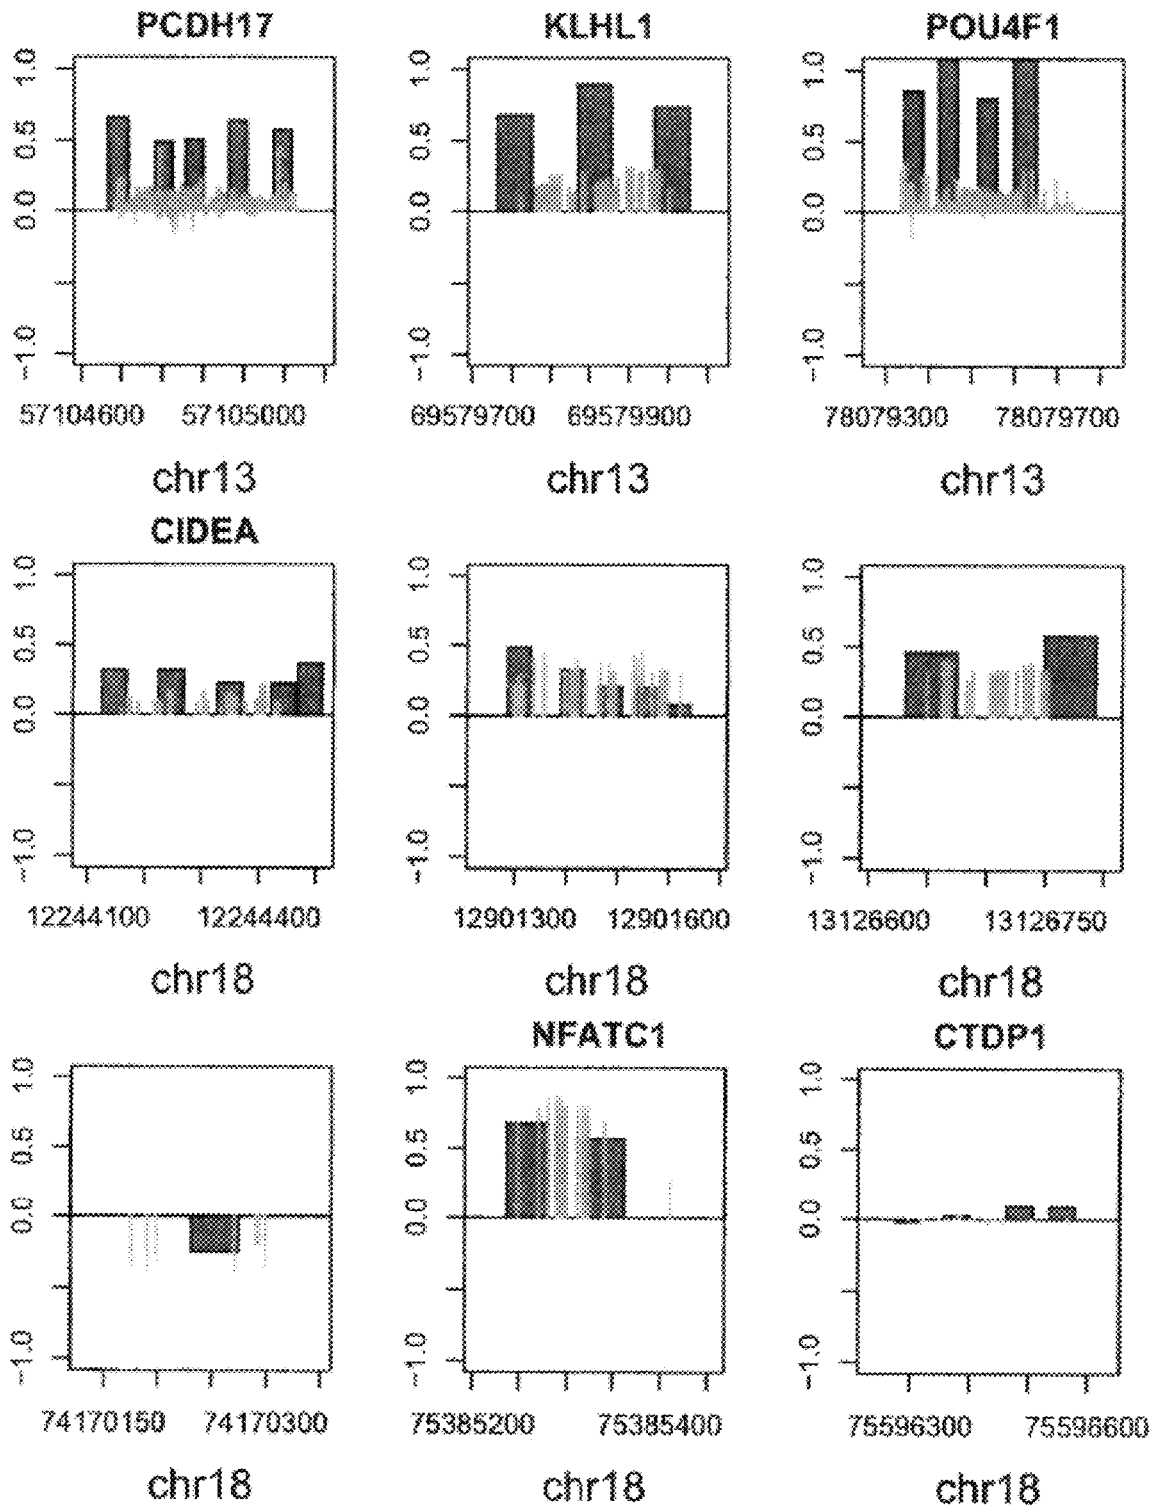 PCDH17 KLHL1 POU4F1
1.0 1.0 1.0
0.5 0.5 0.5
0.0 0.0 0.0
-1.0 -1.0 -1.0
57104600 57105000 69579700 69579900 78079300 78079700
chr13 chr13 chr13
CIDEA
1.0 1.0 1.0
0.5 0.5 0.5
0.0 0.0 0.0
-1.0 -1.0 -1.0
12244100 12244400 12901300 12901600 13126600 13126750
chr18 chr18 chr18
NFATC1 CTDP1
1.0 1.0 1.0
0.5 0.5 0.5
0.0 0.0 0.0
-1.0 -1.0 -1.0
74170150 74170300 75385200 75385400 75596300 75596600
chr18 chr18 chr18